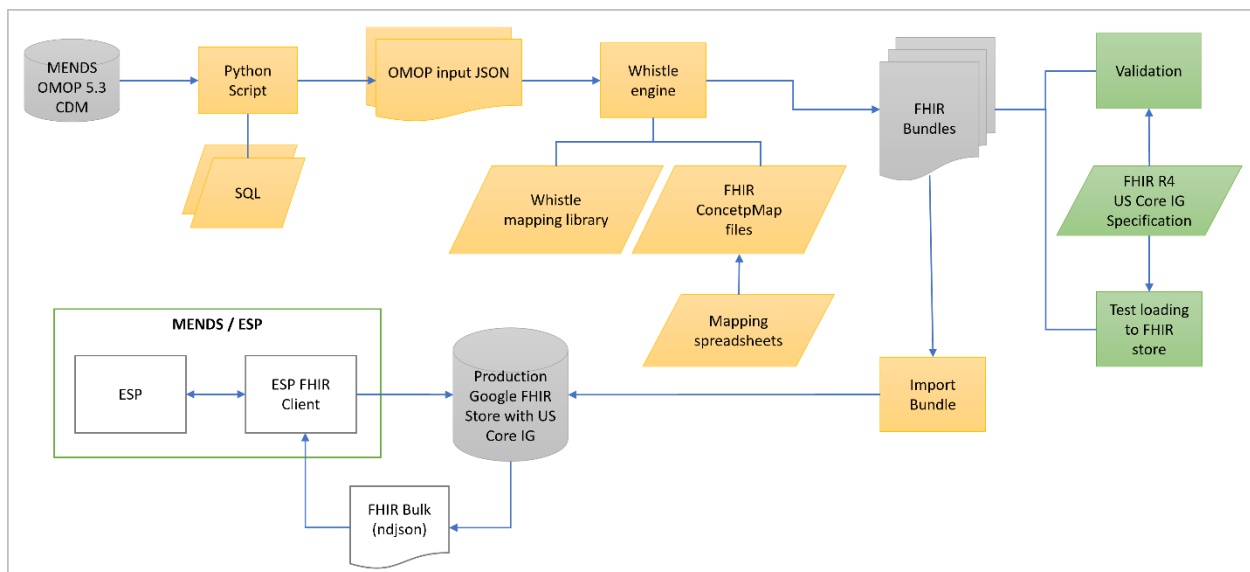 MENDS
OMOP 5.3
CDM
Python
Script
OMOP input JSON
Whistle
engine
FHIR
Bundles
Validation
SQL
Whistle
mapping library
FHIR
ConcetpMap
files
FHIR R4
US Core IG
Specification
Mapping
spreadsheets
Test loading
to FHIR
store
MENDS / ESP
ESP
ESP FHIR
Client
Production
Google FHIR
Store with US
Core IG
Import
Bundle
FHIR Bulk
(ndjson)